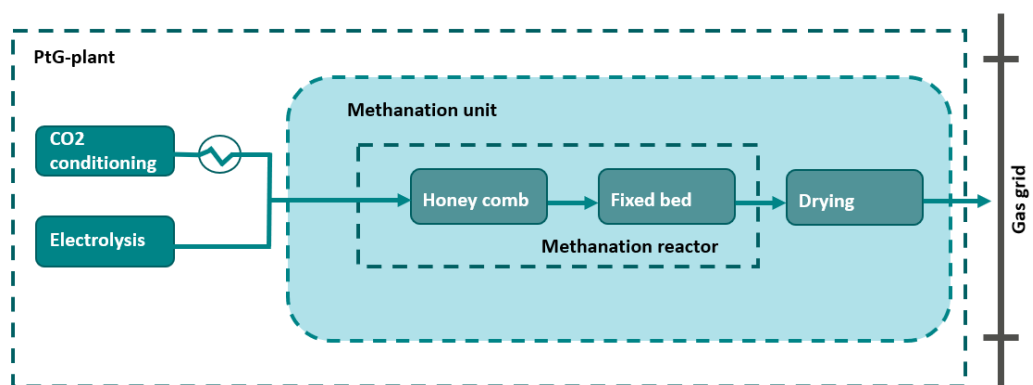 PtG-plant
Methanation unit
CO2
conditioning
Honey comb
Fixed bed
Drying
Electrolysis
Methanation reactor
Gas grid